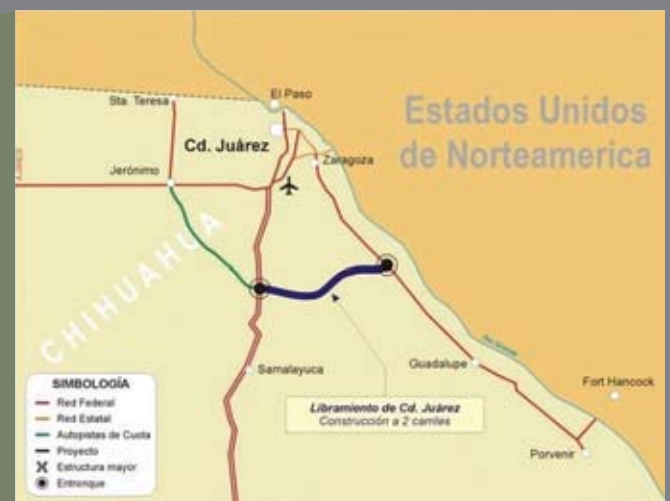 Estados Unidos
de Norteamerica
Sta. Teresa
El Paso
Cd. Juárez
Zaragoza
Jerónimo
CHIHUAHUA
Samalayuca
Guadalupe
Fort Hancock
Porvenir
Libramiento de Cd. Juárez
Construcción a 2 carriles
SIMBOLOGÍA
Red Federal
Red Estatal
Autopistas de Cuota
Proyecto
Estructura mayor
Entronque